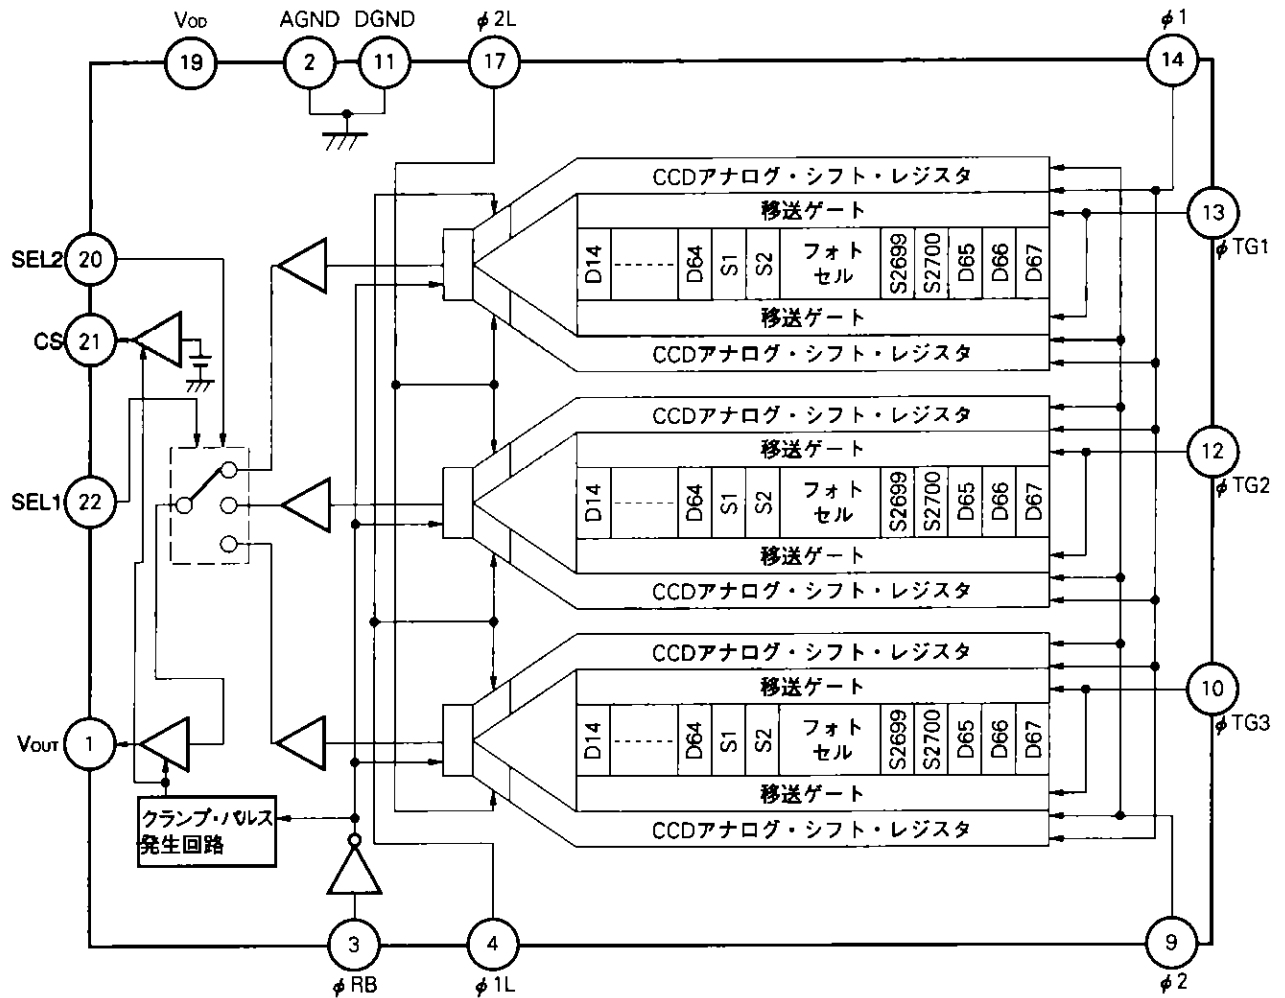 VOD
AGND
DGND
φ2L
φ1
19
2
11
17
14
CCDアナログ・シフト・レジスタ
移送ゲート
13
φTG1
SEL2
20
D14
D64
S1
S2
フォト
セル
S2699
S2700
D65
D66
D67
移送ゲート
CS
21
CCDアナログ・シフト・レジスタ
CCDアナログ・シフト・レジスタ
移送ゲート
12
φTG2
SEL1
22
D14
D64
S1
S2
フォト
セル
S2699
S2700
D65
D66
D67
移送ゲート
CCDアナログ・シフト・レジスタ
CCDアナログ・シフト・レジスタ
移送ゲート
10
φTG3
VOUT
1
D14
D64
S1
S2
フォト
セル
S2699
S2700
D65
D66
D67
移送ゲート
CCDアナログ・シフト・レジスタ
クランプ・パルス
発生回路
3
4
9
φRB
φ1L
φ2